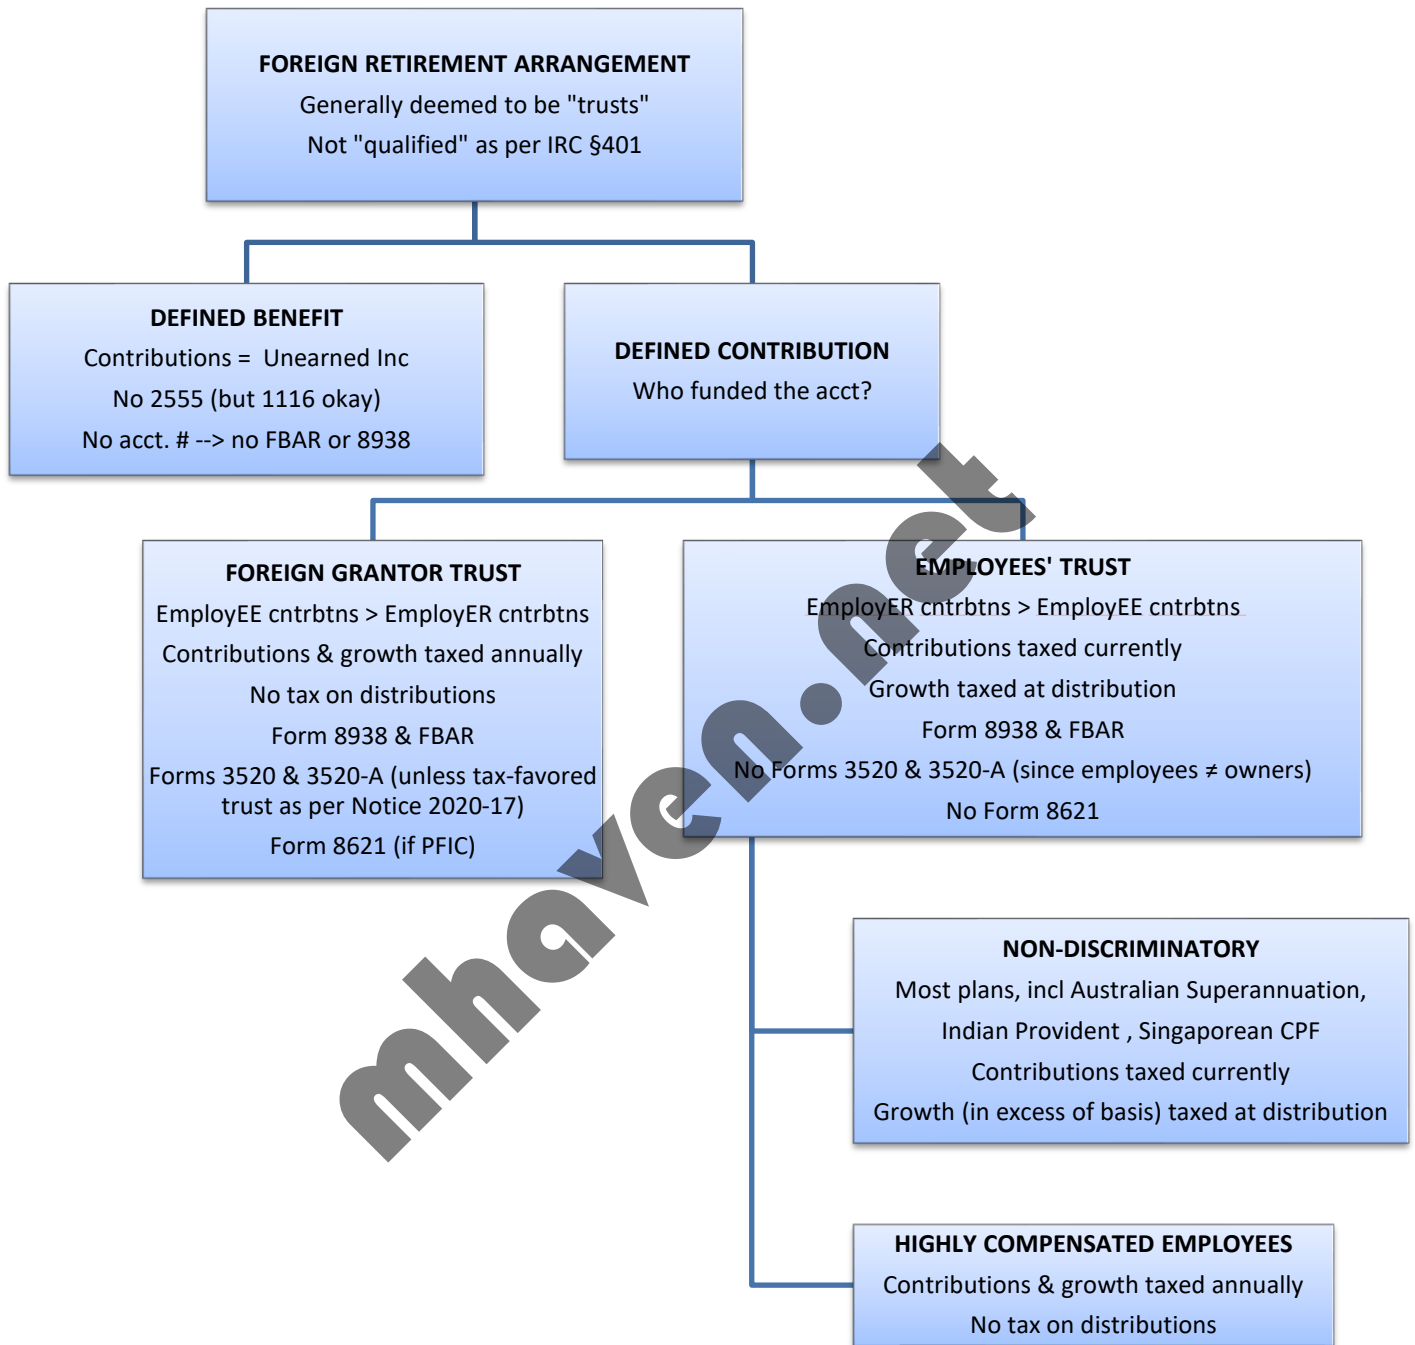 FOREIGN RETIREMENT ARRANGEMENT
Generally deemed to be "trusts"
Not "qualified" as per IRC §401
DEFINED BENEFIT
Contributions = Unearned Inc
No 2555 (but 1116 okay)
No acct. # --> no FBAR or 8938
DEFINED CONTRIBUTION
Who funded the acct?
FOREIGN GRANTOR TRUST
EmployEE cntrbtns > EmployER cntrbtns
Contributions & growth taxed annually
No tax on distributions
Form 8938 & FBAR
Forms 3520 & 3520-A (unless tax-favored
trust as per Notice 2020-17)
Form 8621 (if PFIC)
EMPLOYEES' TRUST
EmployER cntrbtns > EmployEE cntrbtns
Contributions taxed currently
Growth taxed at distribution
Form 8938 & FBAR
No Forms 3520 & 3520-A (since employees ≠ owners)
No Form 8621
NON-DISCRIMINATORY
Most plans, incl Australian Superannuation,
Indian Provident , Singaporean CPF
Contributions taxed currently
Growth (in excess of basis) taxed at distribution
HIGHLY COMPENSATED EMPLOYEES
Contributions & growth taxed annually
No tax on distributions
mhaven.net